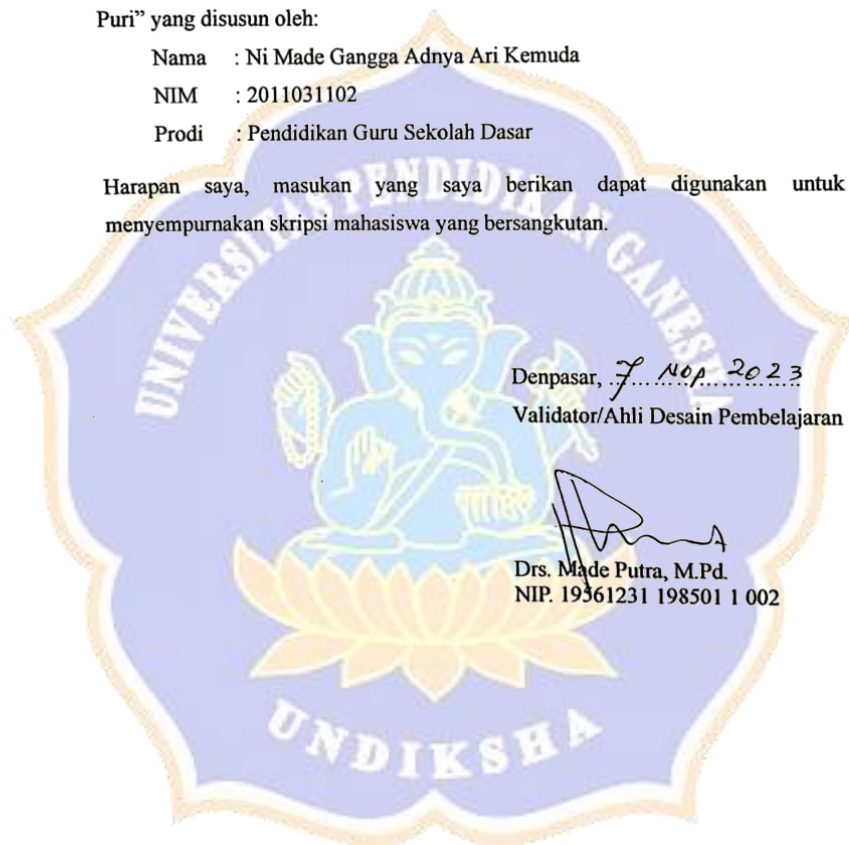 Puri” yang disusun oleh:
Nama : Ni Made Gangga Adnya Ari Kemuda
NIM : 2011031102
Prodi : Pendidikan Guru Sekolah Dasar
Harapan saya, masukan yang saya berikan dapat digunakan untuk
menyempurnakan skripsi mahasiswa yang bersangkutan.
UNIVERSITAS PENDIDIKAN GANESHA
Denpasar, 7 Nop 2023
Validator/Ahli Desain Pembelajaran
Drs. Made Putra, M.Pd.
NIP. 19561231 198501 1 002
UNDIKSHA